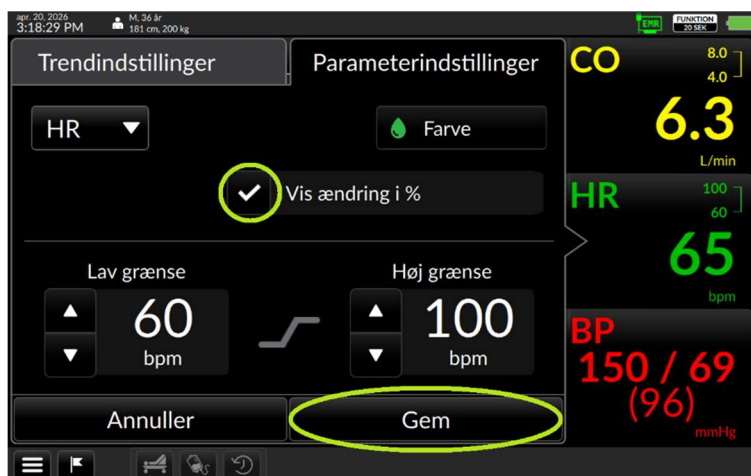 apr. 20, 2026
3:18:29 PM
M, 36 år
181 cm, 200 kg
EMR
FUNKTION
20 SEK
Trendindstillinger
Parameterindstillinger
HR
Farve
Vis ændring i %
Lav grænse
Høj grænse
60
bpm
100
bpm
Annuller
Gem
CO
8.0
4.0
6.3
L/min
HR
100
60
65
bpm
BP
150 / 69
(96)
mmHg